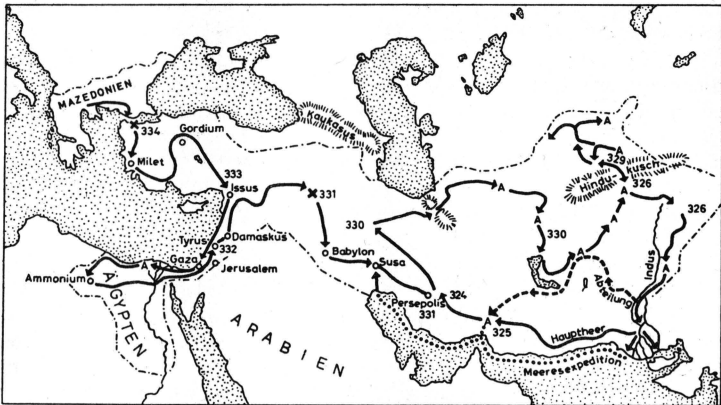 MAZEDONIEN
334
Gordium
Milet
333
Issus
Kaukasus
331
Tyrus
332
Damaskus
Gaza
Jerusalem
Ammonium
A
ÄGYPTEN
ARABIEN
Babylon
Susa
330
Persepolis
331
324
A
325
A
330
A
A
A
A
A
329
Hindu-
Kusch
A
326
326
Indus
A
Abteilung
Hauptheer
Meeresexpedition